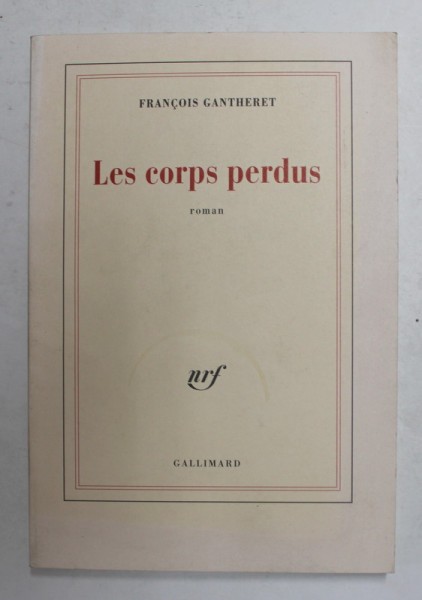 FRANÇOIS GANTHERET
Les corps perdus
roman
nrf
GALLIMARD